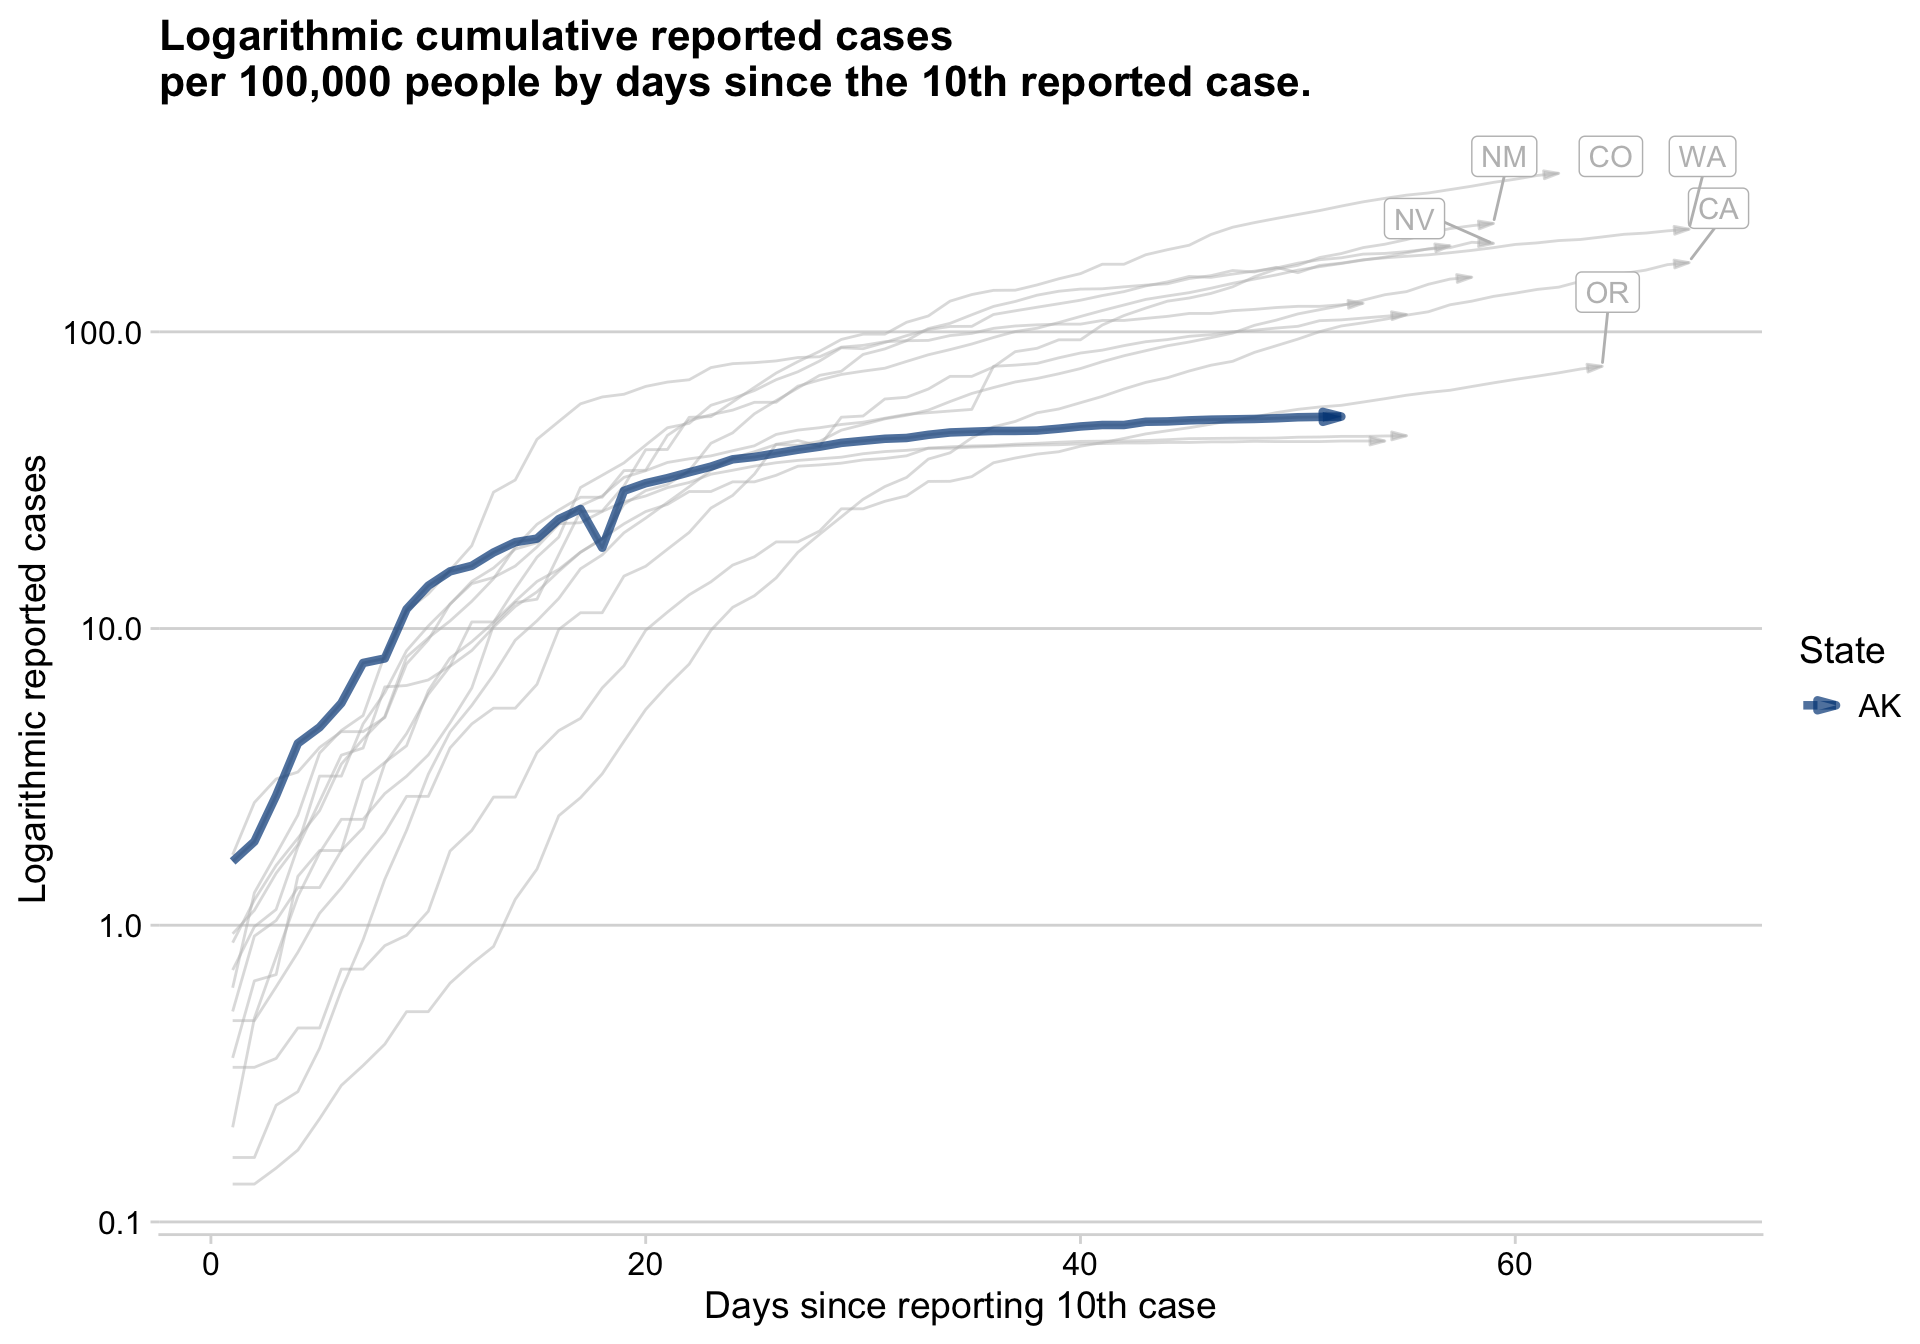 Logarithmic cumulative reported cases
per 100,000 people by days since the 10th reported case.
NM
CO
WA
CA
NV
OR
100.0
10.0
1.0
0.1
Logarithmic reported cases
0
20
40
60
Days since reporting 10th case
State
AK